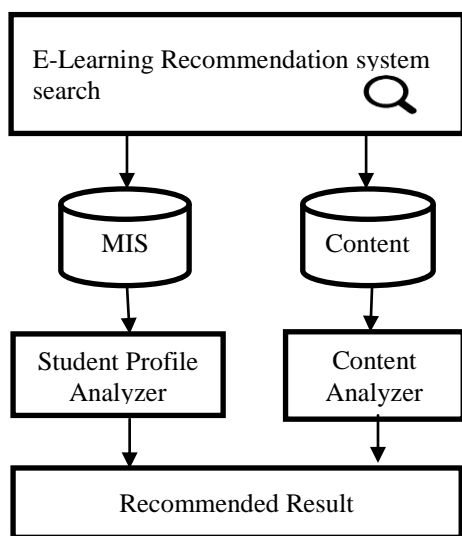 E-Learning Recommendation system
search
MIS
Content
Student Profile
Analyzer
Content
Analyzer
Recommended Result